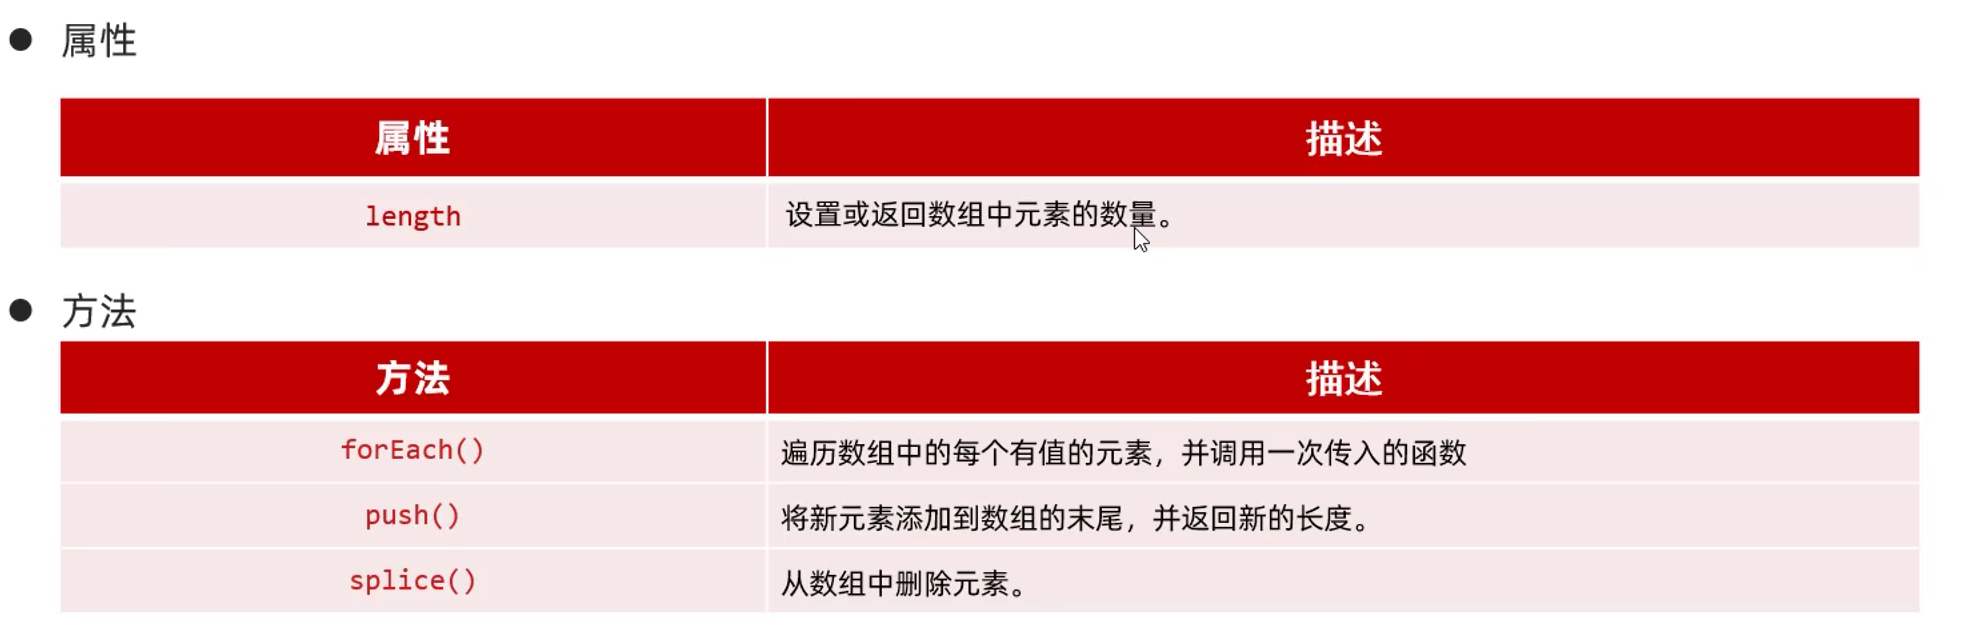 属性
属性 描述
length 设置或返回数组中元素的数量。
方法
方法 描述
forEach() 遍历数组中的每个有值的元素，并调用一次传入的函数
push() 将新元素添加到数组的末尾，并返回新的长度。
splice() 从数组中删除元素。